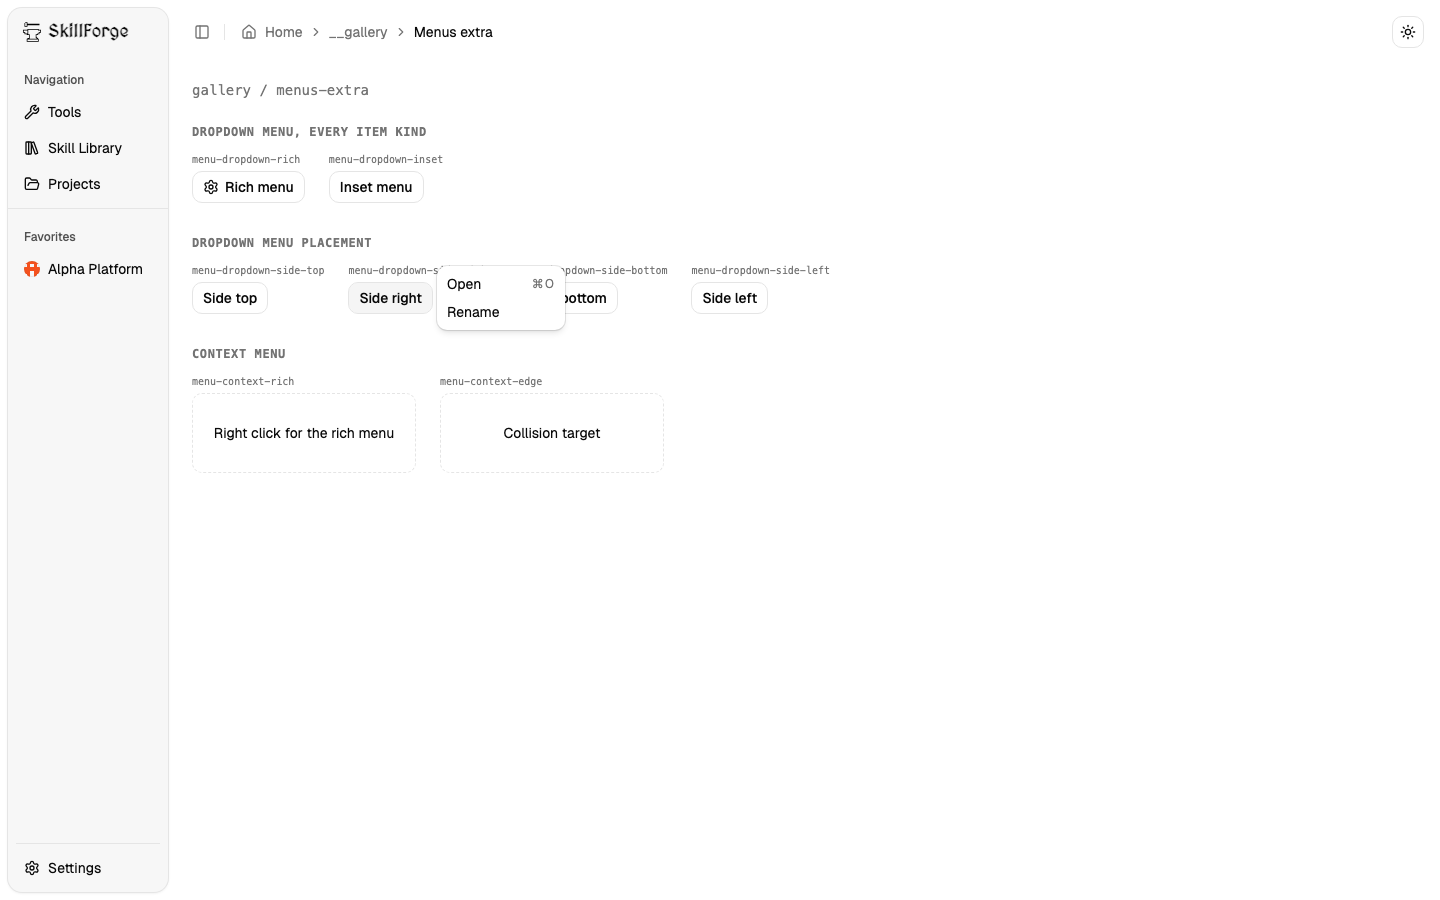 SkillForge
Home
__gallery
Menus extra
Navigation
Tools
Skill Library
Projects
Favorites
Alpha Platform
Settings
gallery / menus-extra
DROPDOWN MENU, EVERY ITEM KIND
menu-dropdown-rich
menu-dropdown-inset
Rich menu
Inset menu
DROPDOWN MENU PLACEMENT
menu-dropdown-side-top
menu-dropdown-s
pdown-side-bottom
menu-dropdown-side-left
Side top
Side right
bottom
Side left
Open ⌘O
Rename
CONTEXT MENU
menu-context-rich
menu-context-edge
Right click for the rich menu
Collision target